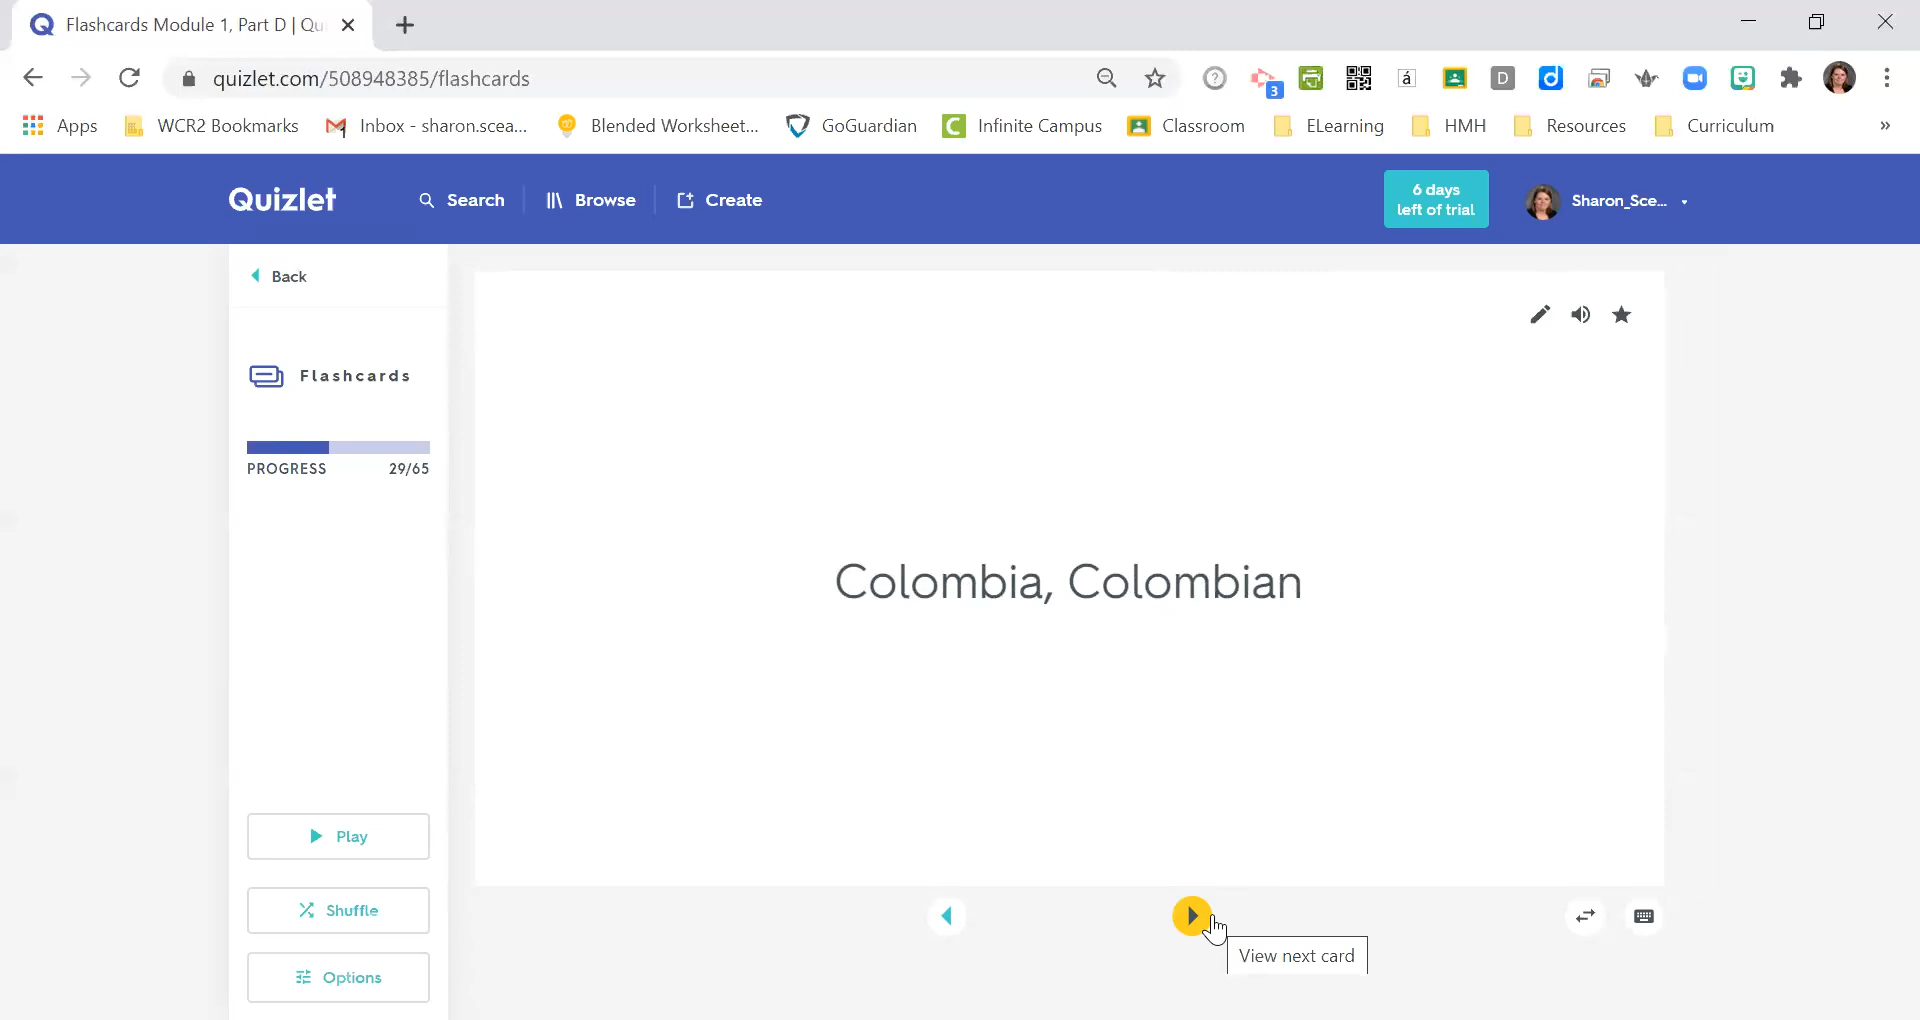 Flashcards Module 1, Part D | Qu
quizlet.com/508948385/flashcards
3
á
D
Apps
WCR2 Bookmarks
Inbox - sharon.scea...
Blended Worksheet...
GoGuardian
Infinite Campus
Classroom
ELearning
HMH
Resources
Curriculum
»
Quizlet
Search
Browse
Create
6 days
left of trial
Sharon_Sce...
Back
Flashcards
PROGRESS 29/65
Colombia, Colombian
Play
Shuffle
Options
View next card